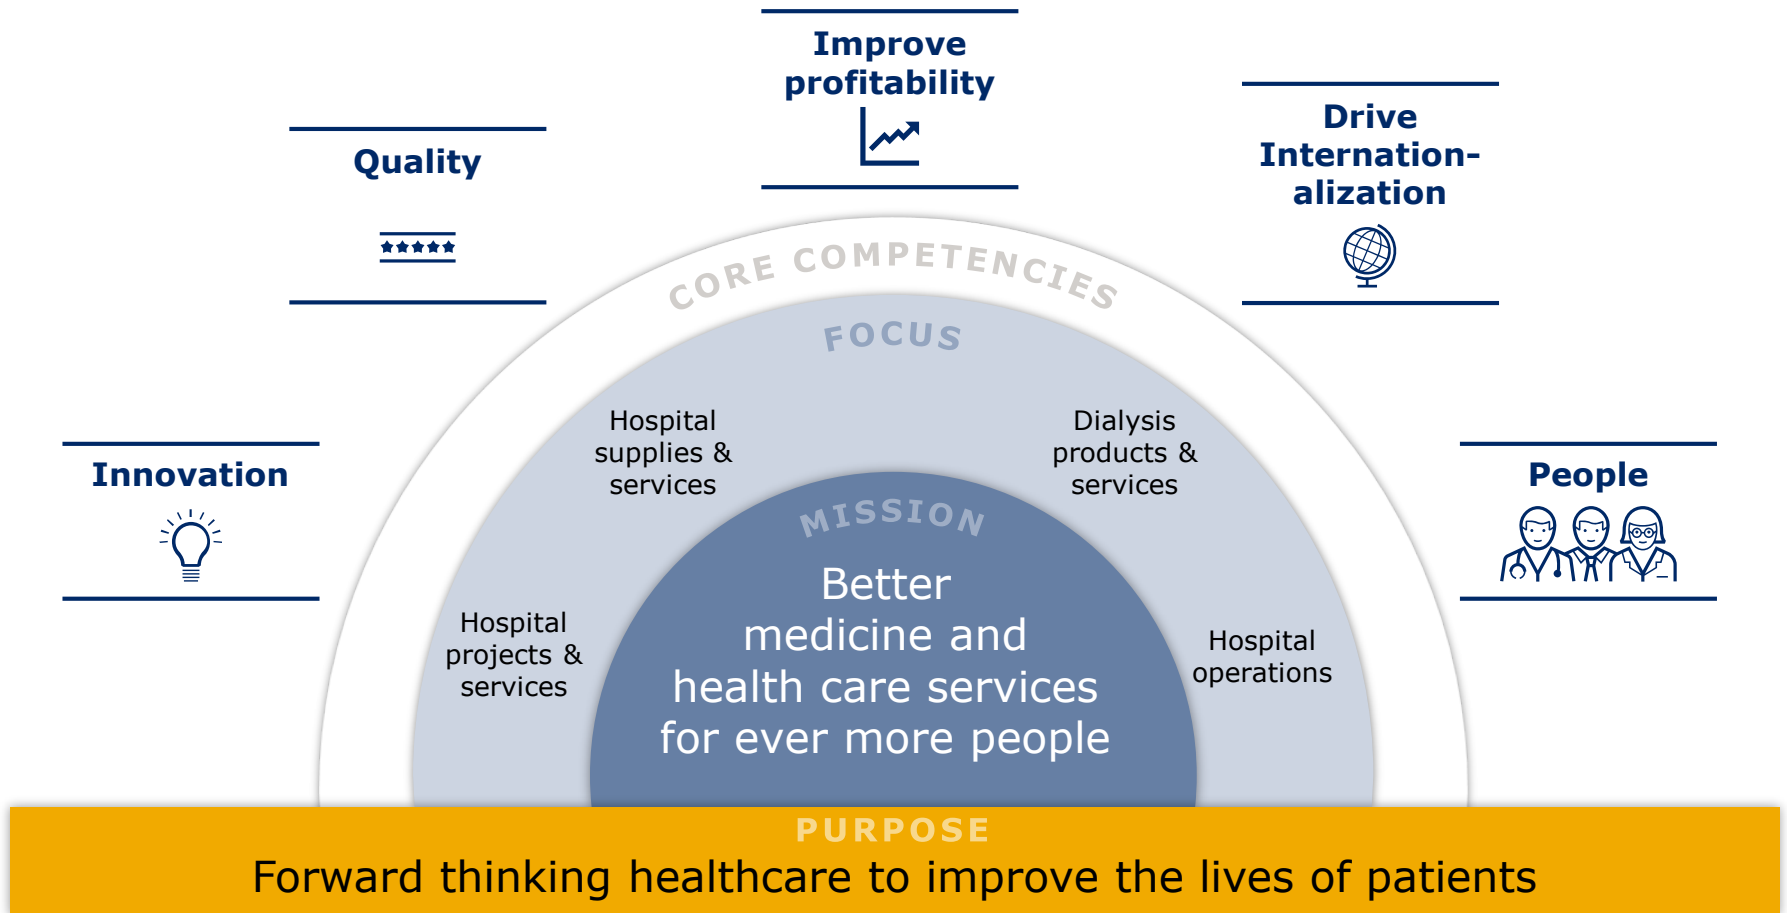 Improve
profitability
Quality
Drive
Internation-
alization
Innovation
People
CORE COMPETENCIES
FOCUS
Hospital
supplies &
services
Dialysis
products &
services
Hospital
projects &
services
Hospital
operations
MISSION
Better
medicine and
health care services
for ever more people
PURPOSE
Forward thinking healthcare to improve the lives of patients